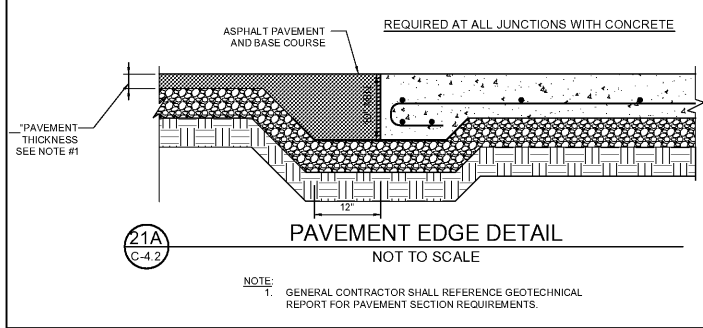 REQUIRED AT ALL JUNCTIONS WITH CONCRETE
ASPHALT PAVEMENT
AND BASE COURSE
"PAVEMENT
THICKNESS
SEE NOTE #1
12"
21A
C-4.2
PAVEMENT EDGE DETAIL
NOT TO SCALE
NOTE:
1. GENERAL CONTRACTOR SHALL REFERENCE GEOTECHNICAL
REPORT FOR PAVEMENT SECTION REQUIREMENTS.